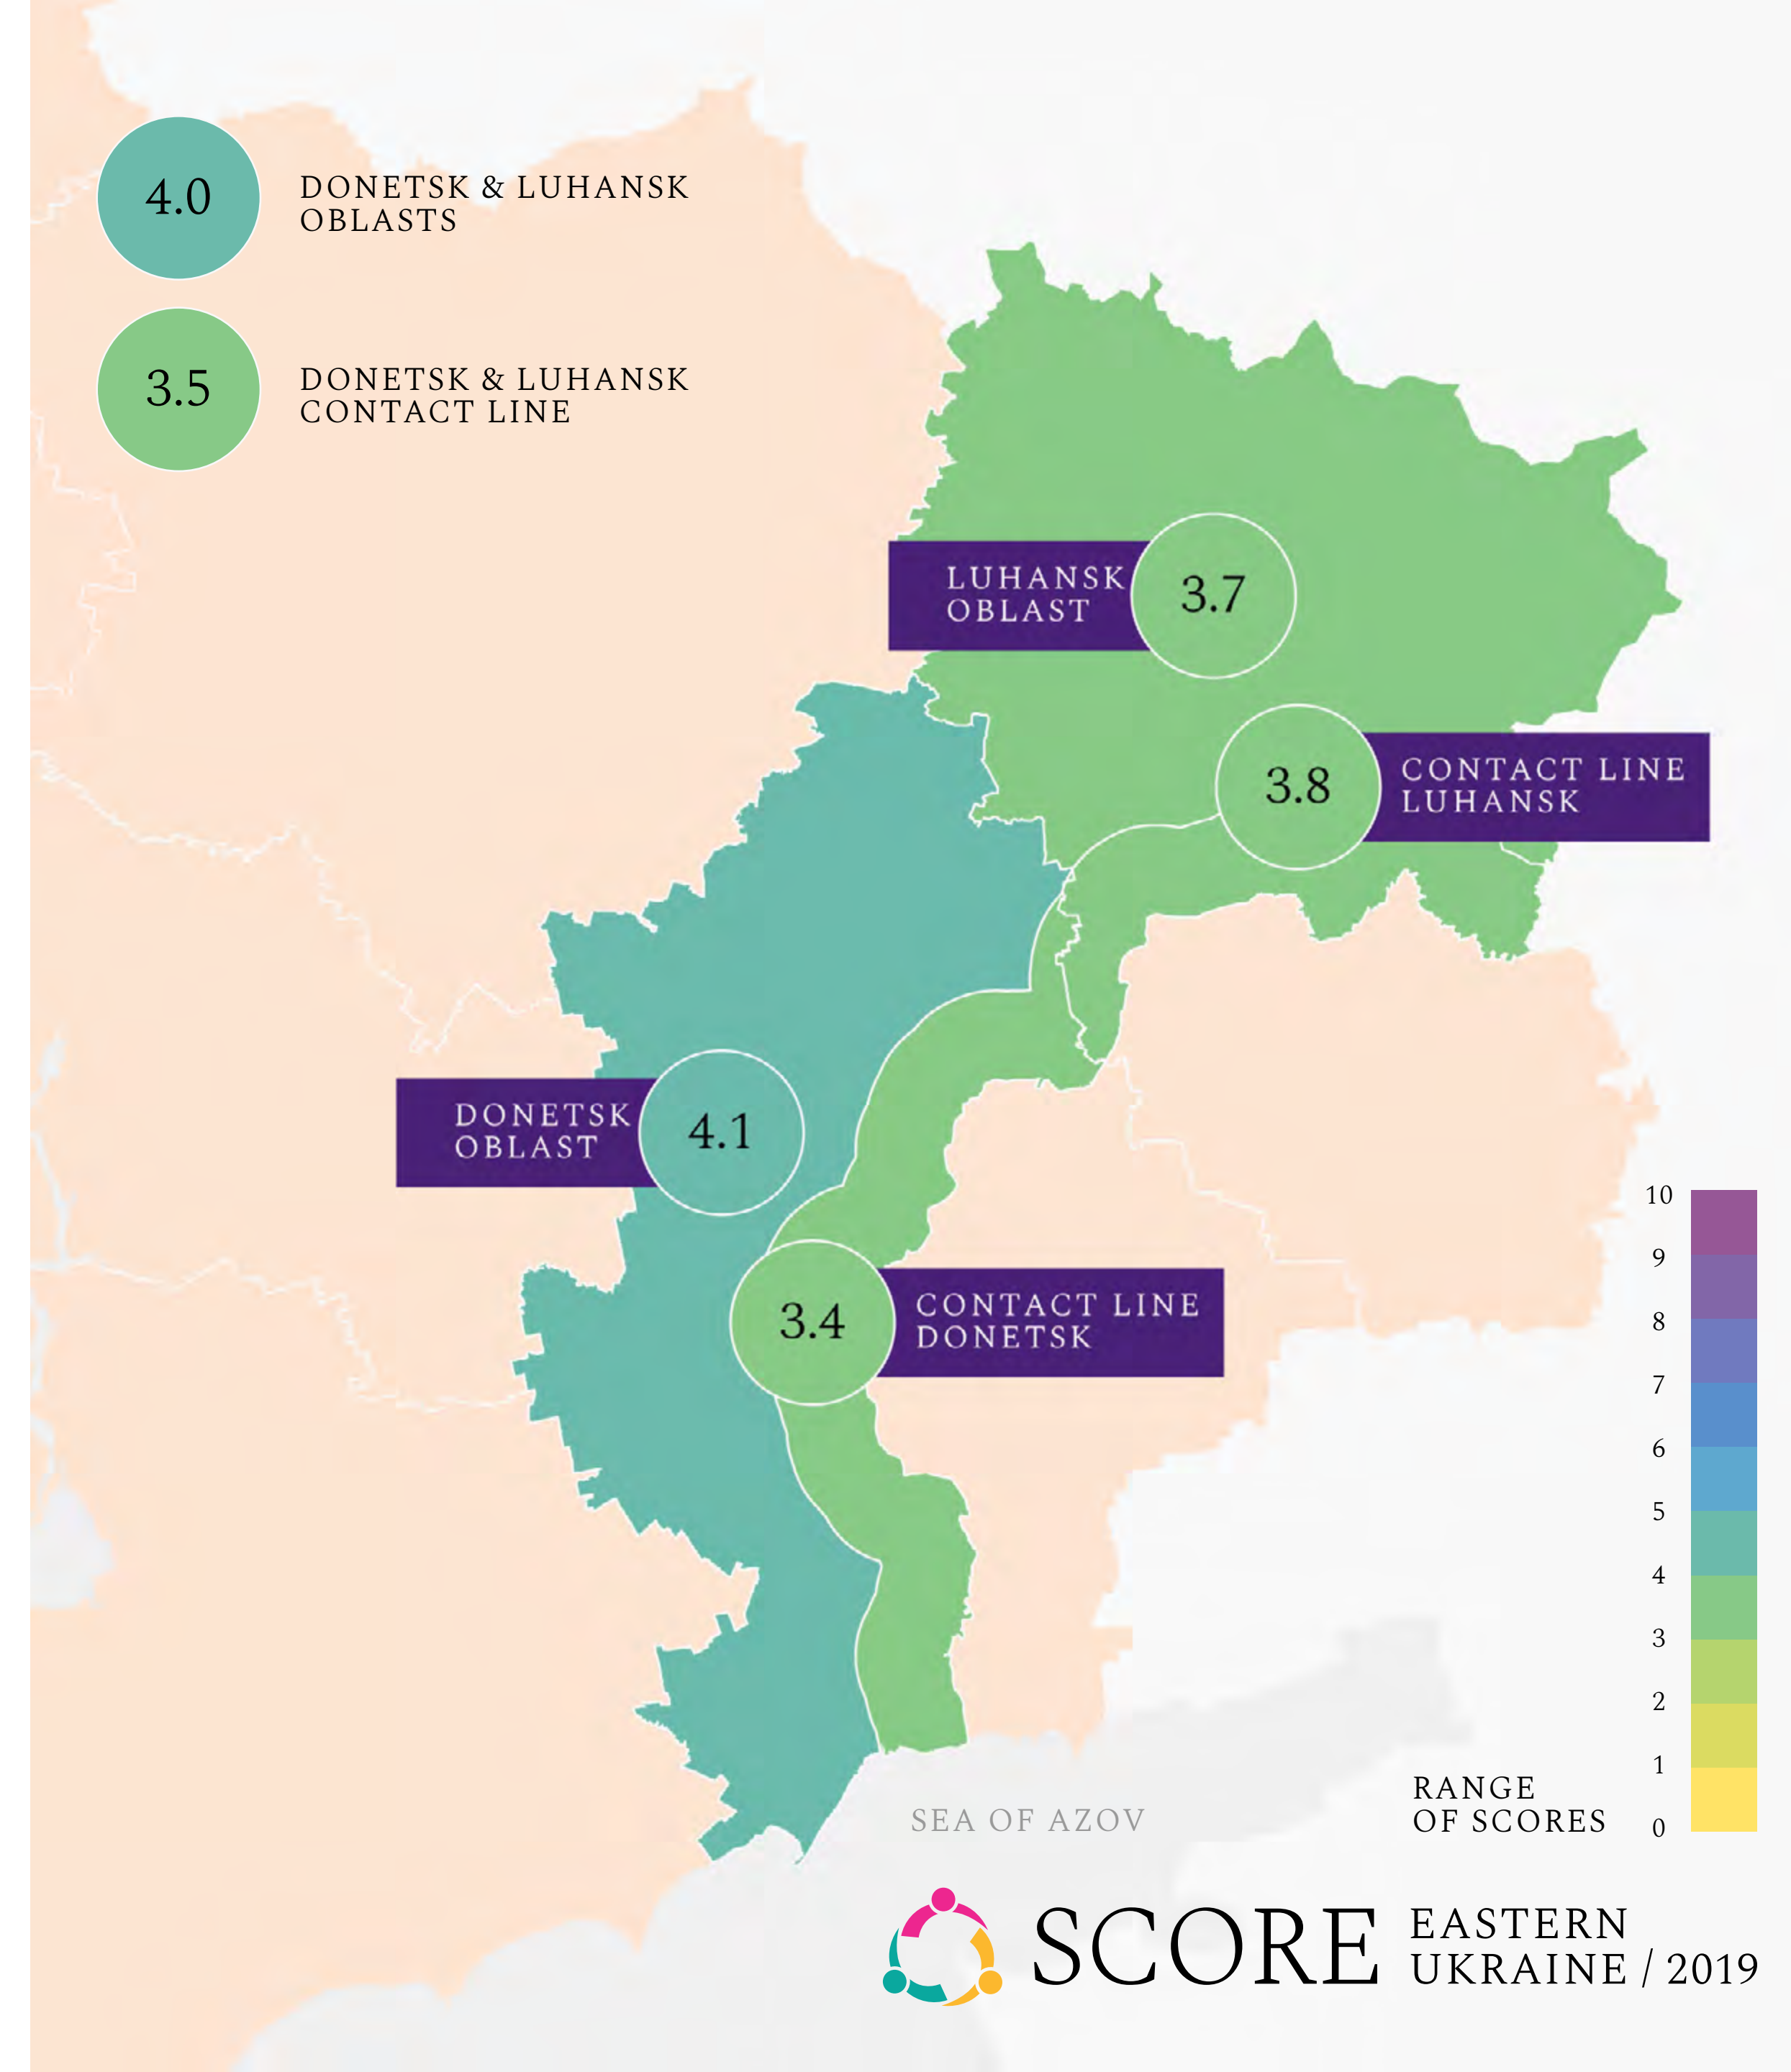 4.0
DONETSK & LUHANSK
OBLASTS
3.5
DONETSK & LUHANSK
CONTACT LINE
LUHANSK
OBLAST
3.7
3.8
CONTACT LINE
LUHANSK
DONETSK
OBLAST
4.1
3.4
CONTACT LINE
DONETSK
10
9
8
7
6
5
4
3
2
1
0
RANGE
OF SCORES
SEA OF AZOV
SCORE
EASTERN
UKRAINE / 2019